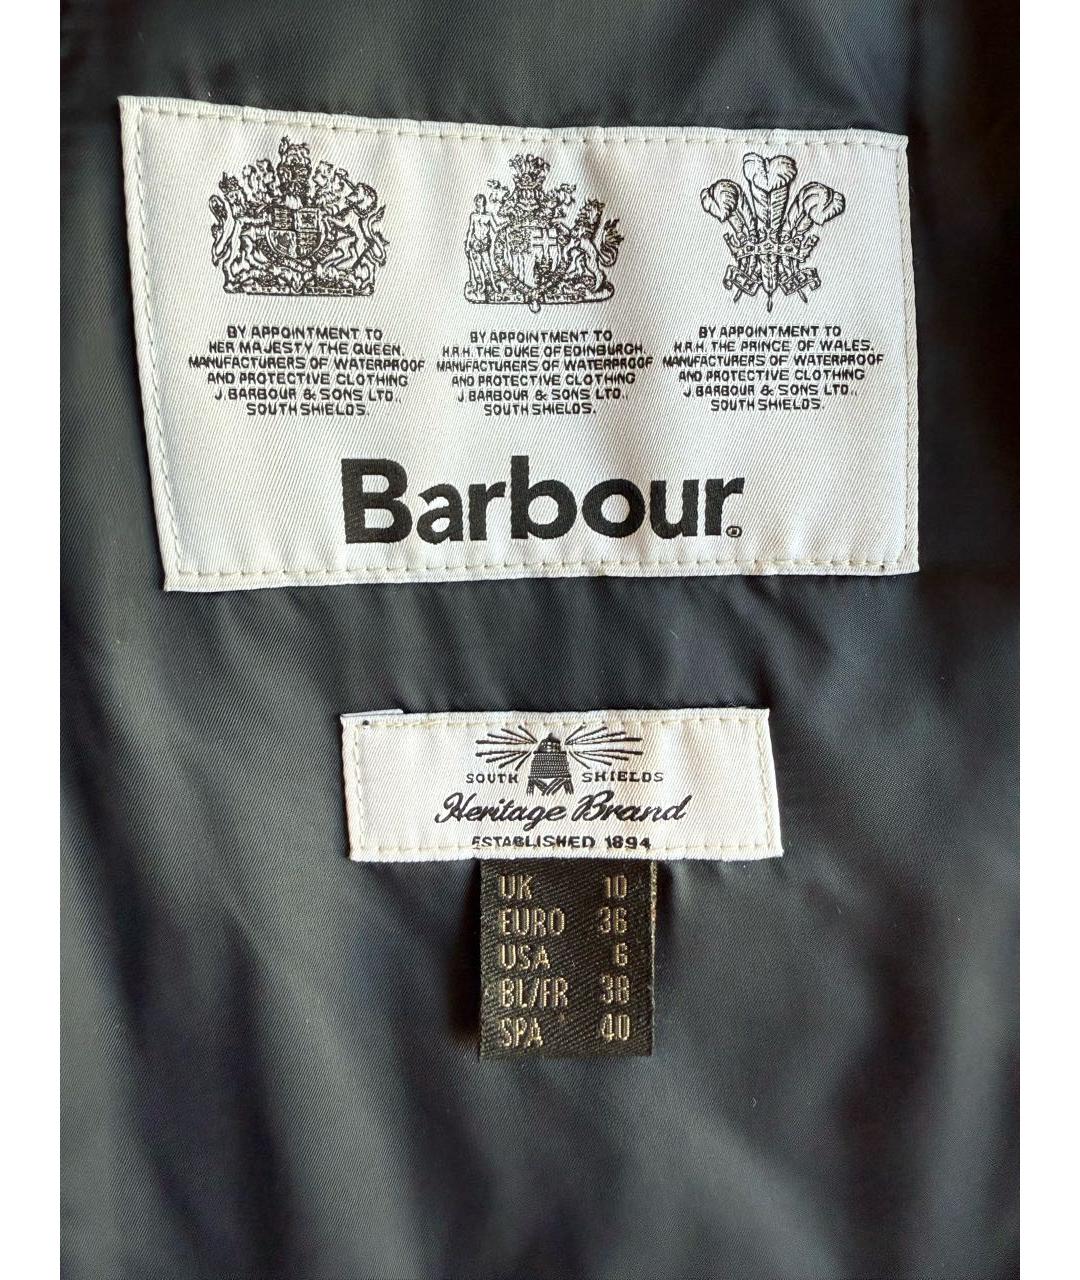 BY APPOINTMENT TO
HER MAJESTY THE QUEEN.
MANUFACTURERS OF WATERPROOF
AND PROTECTIVE CLOTHING
J. BARBOUR & SONS LTD.,
SOUTH SHIELDS.
BY APPOINTMENT TO
H.R.H. THE DUKE OF EDINBURGH.
MANUFACTURERS OF WATERPROOF
AND PROTECTIVE CLOTHING
J. BARBOUR & SONS LTD.,
SOUTH SHIELDS.
BY APPOINTMENT TO
H.R.H. THE PRINCE OF WALES.
MANUFACTURERS OF WATERPROOF
AND PROTECTIVE CLOTHING
J. BARBOUR & SONS LTD.,
SOUTH SHIELDS.
Barbour®
SOUTH SHIELDS
Heritage Brand
ESTABLISHED 1894
UK 10
EURO 36
USA 6
BL/FR 38
SPA 40